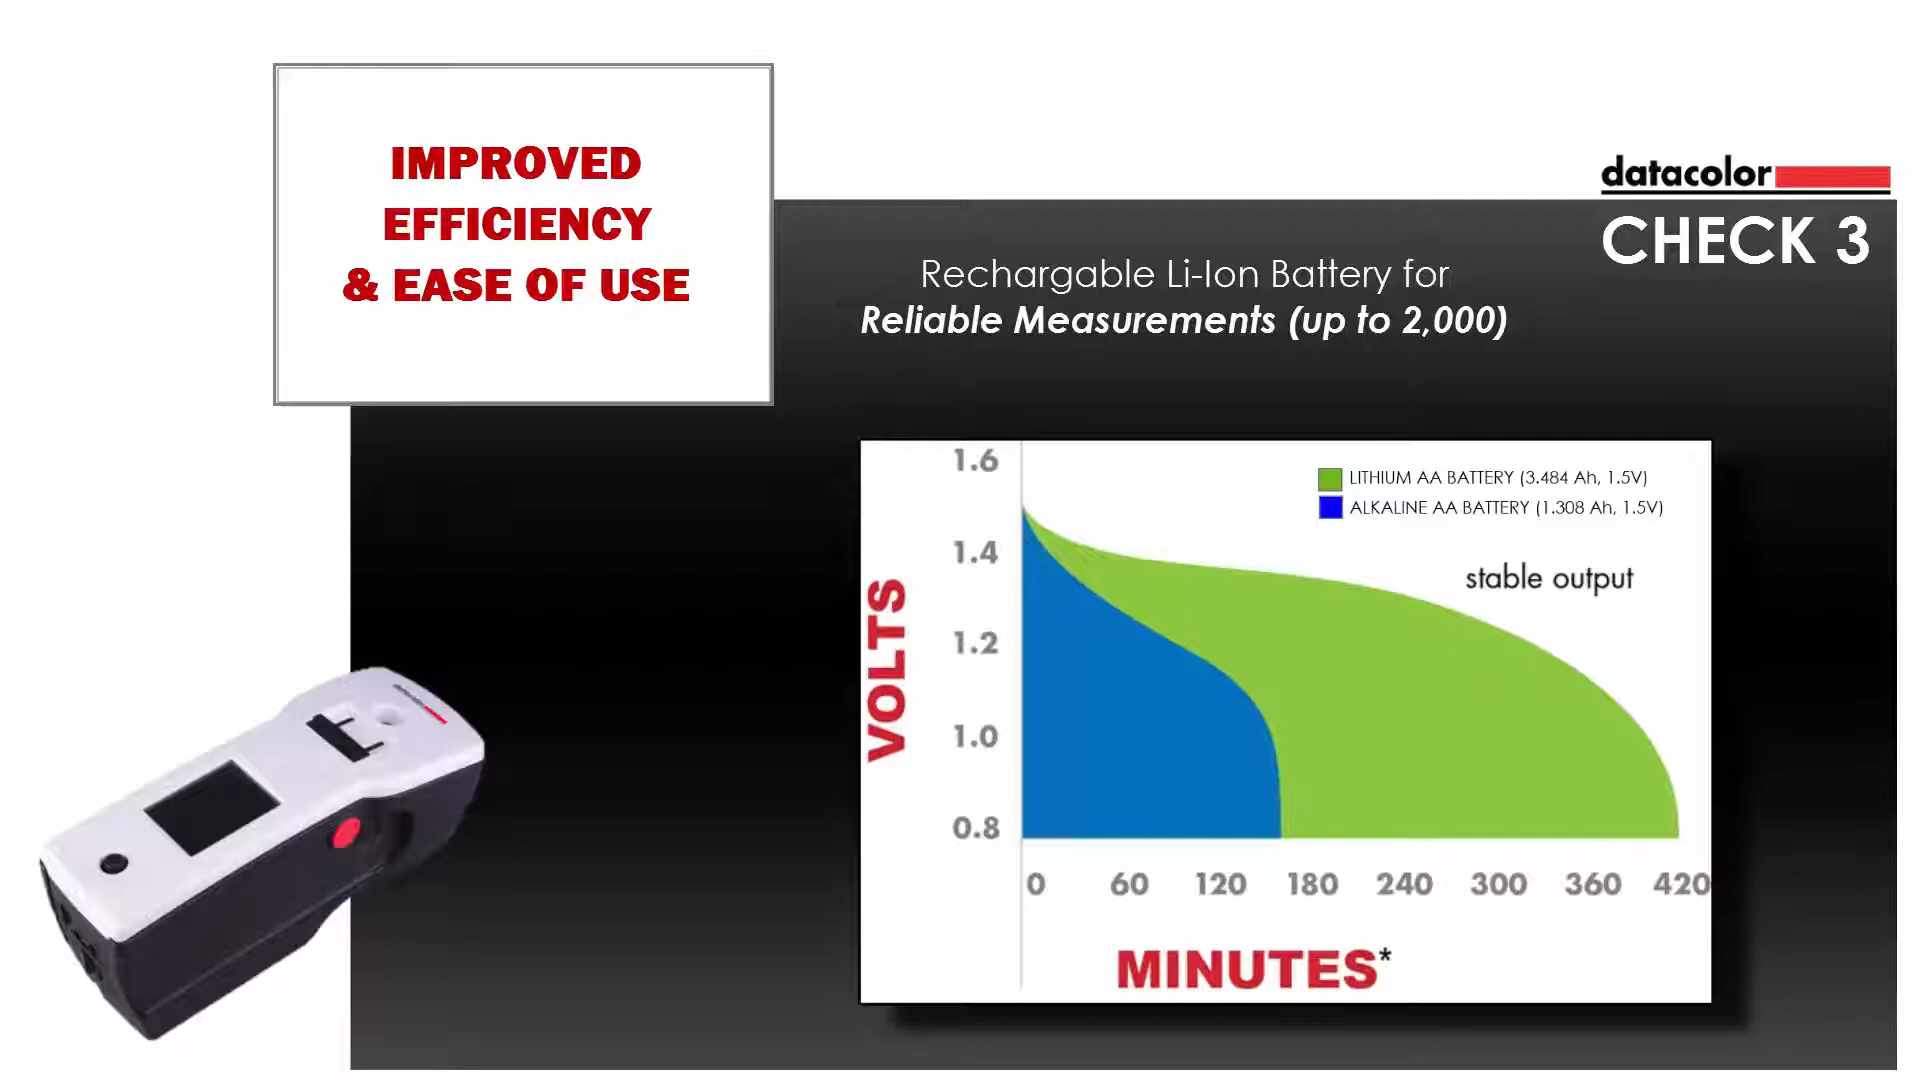 IMPROVED
EFFICIENCY
& EASE OF USE
datacolor
CHECK 3
Rechargable Li-Ion Battery for
Reliable Measurements (up to 2,000)
1.6
1.4
1.2
1.0
0.8
VOLTS
LITHIUM AA BATTERY (3.484 Ah, 1.5V)
ALKALINE AA BATTERY (1.308 Ah, 1.5V)
stable output
0 60 120 180 240 300 360 420
MINUTES*
datacolor